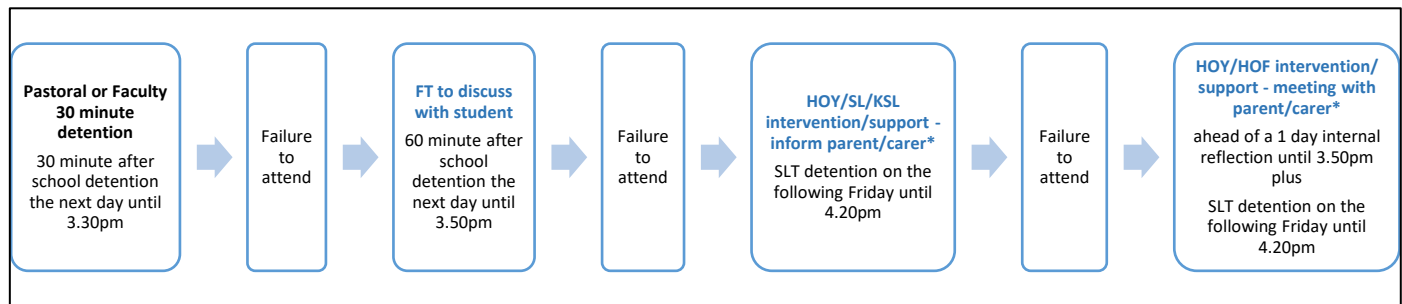 Pastoral or Faculty
30 minute
detention
30 minute after
school detention
the next day until
3.30pm
Failure
to
attend
FT to discuss
with student
60 minute after
school
detention the
next day until
3.50pm
Failure
to
attend
HOY/SL/KSL
intervention/support -
inform parent/carer*
SLT detention on the
following Friday until
4.20pm
Failure
to
attend
HOY/HOF intervention/
support - meeting with
parent/carer*
ahead of a 1 day internal
reflection until 3.50pm
plus
SLT detention on the
following Friday until
4.20pm